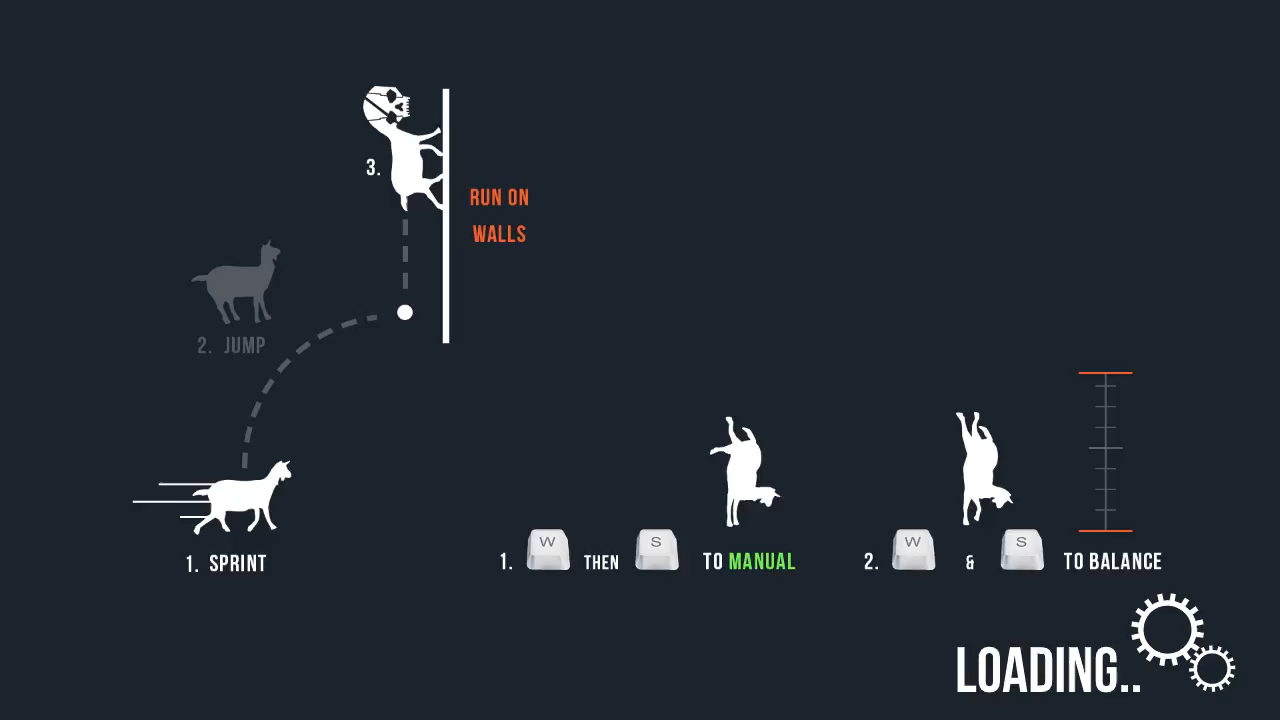 3.
RUN ON
WALLS
2. JUMP
1. SPRINT
1. W THEN S TO MANUAL
2. W & S TO BALANCE
LOADING..